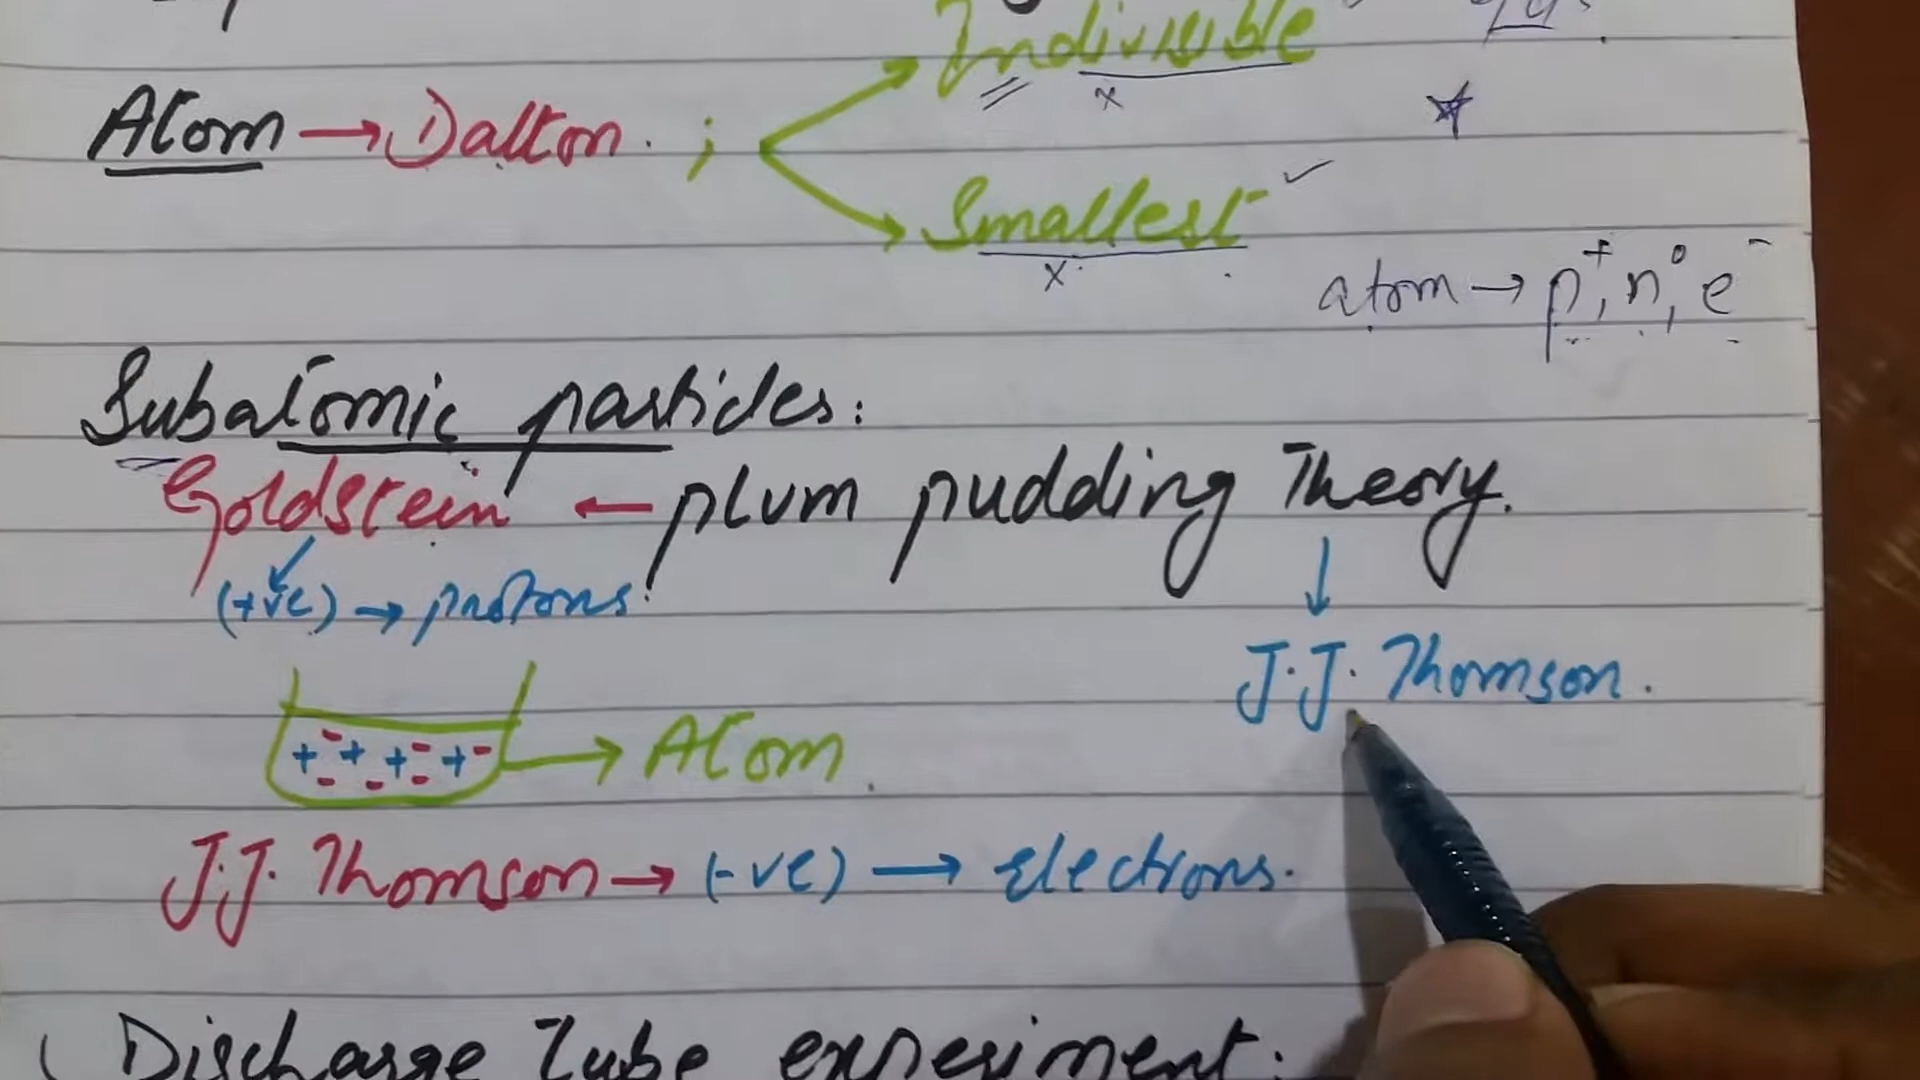 Indivisible
x
Atom → Dalton. ;
Smallest ✓
x
atom → p⁺, n⁰, e⁻
Subatomic particles:
Goldstein ← plum pudding Theory.
(+ve) → protons.
J.J. Thomson.
+ - + + - + -
- - -
→ Atom.
J.J. Thomson → (-ve) → electrons.
Discharge Tube experiment: